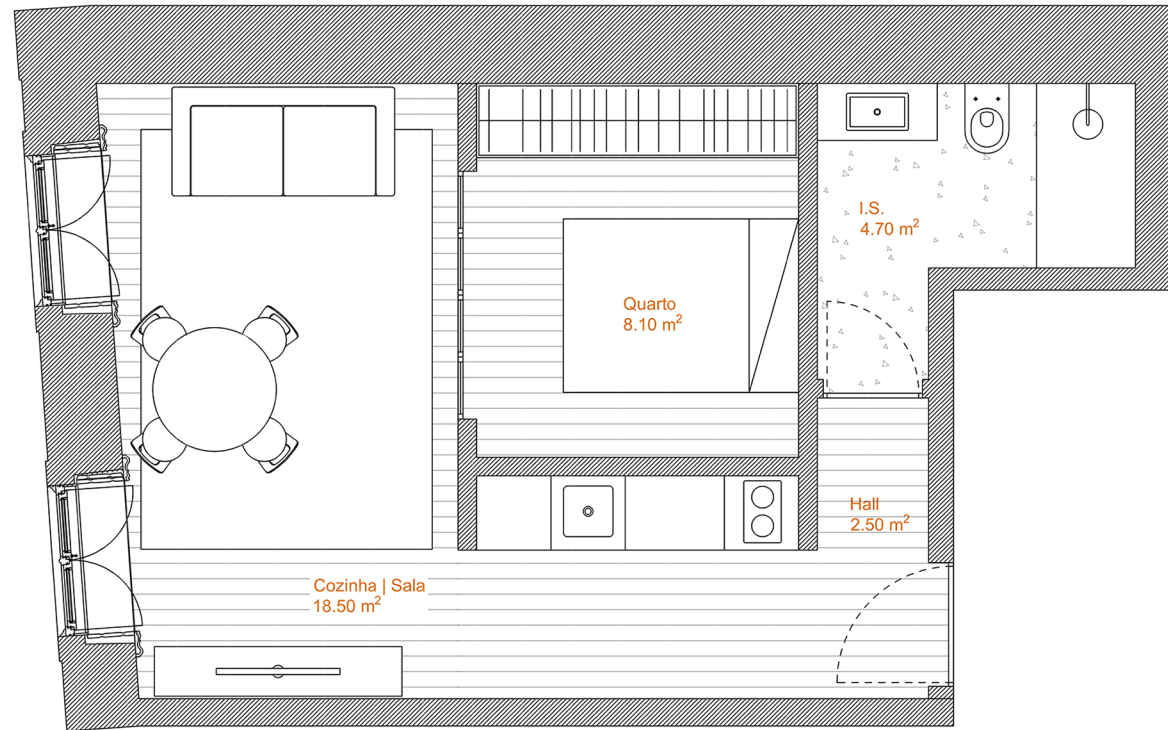 I.S.
4.70 m²
Quarto
8.10 m²
Hall
2.50 m²
Cozinha | Sala
18.50 m²